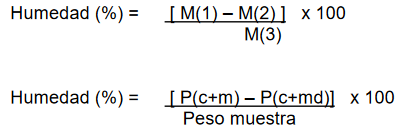 Humedad (%) = [ M(1) – M(2) ] x 100
M(3)
Humedad (%) = [ P(c+m) – P(c+md)] x 100
Peso muestra